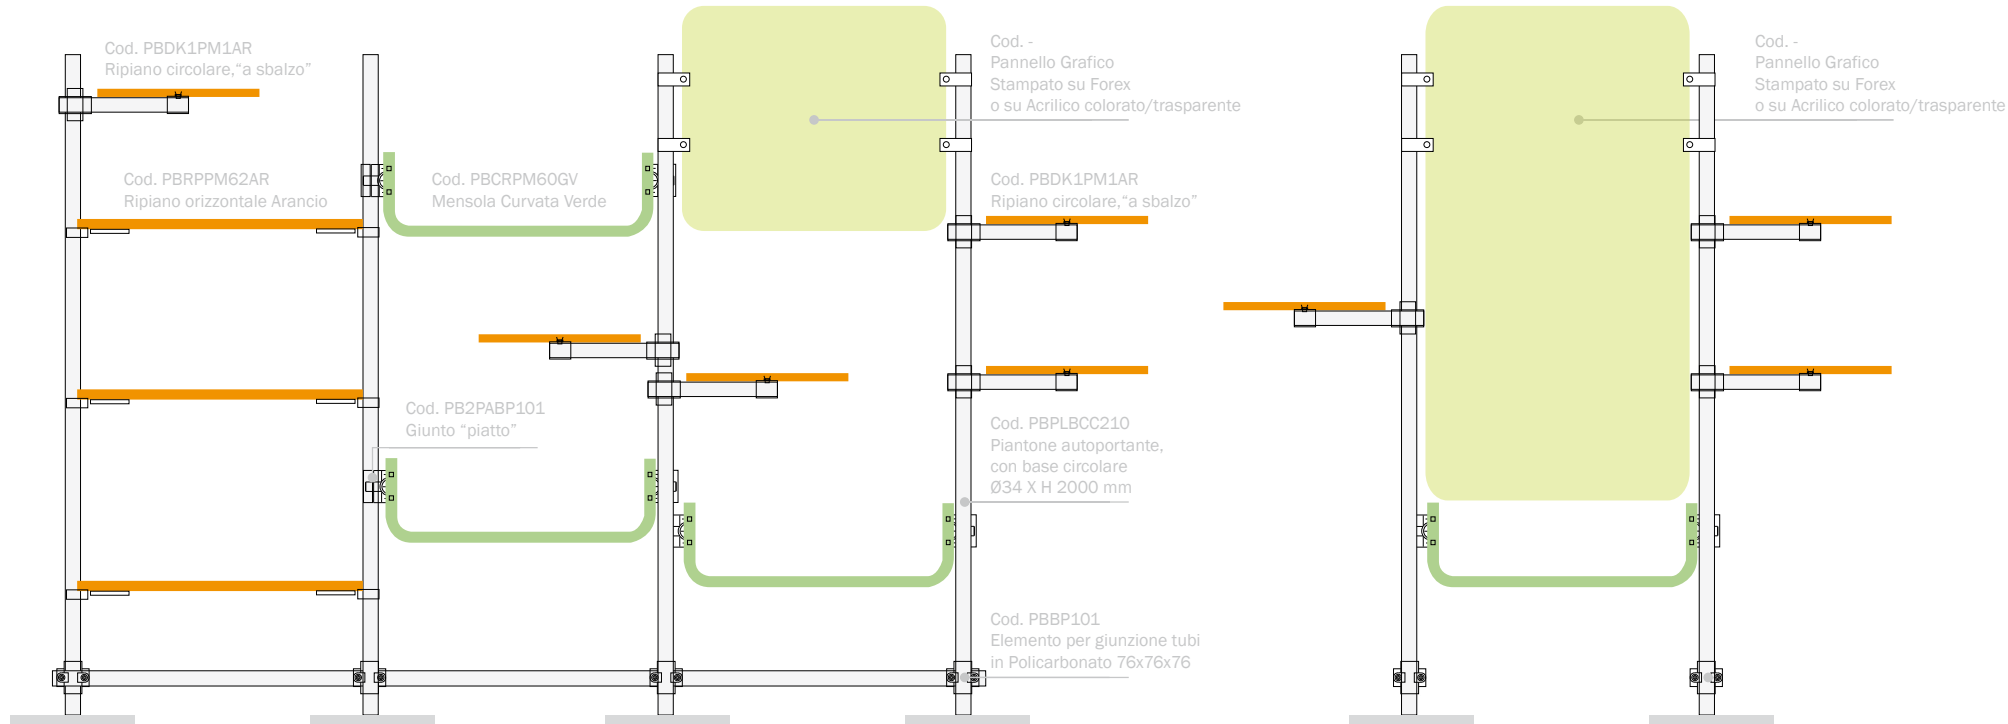 Cod. PBDK1PM1AR
Ripiano circolare,“a sbalzo”
Cod. PBRPPM62AR
Ripiano orizzontale Arancio
Cod. PBCRPM60GV
Mensola Curvata Verde
Cod. PB2PABP101
Giunto “piatto”
Cod. -
Pannello Grafico
Stampato su Forex
o su Acrilico colorato/trasparente
Cod. PBDK1PM1AR
Ripiano circolare,“a sbalzo”
Cod. PBPLBCC210
Piantone autoportante,
con base circolare
Ø34 X H 2000 mm
Cod. PBBP101
Elemento per giunzione tubi
in Policarbonato 76x76x76
Cod. -
Pannello Grafico
Stampato su Forex
o su Acrilico colorato/trasparente